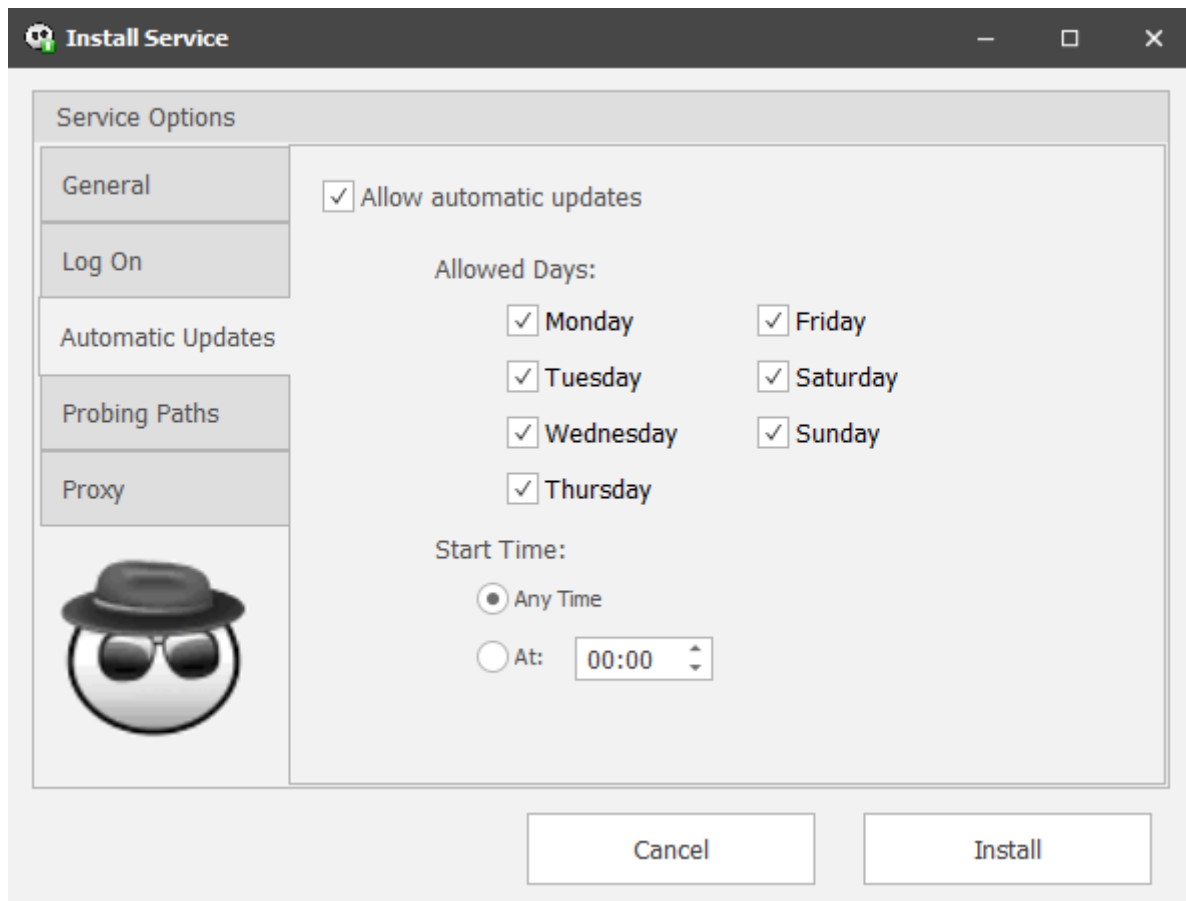 Install Service
Service Options
General
Log On
Automatic Updates
Probing Paths
Proxy
Allow automatic updates
Allowed Days:
Monday
Friday
Tuesday
Saturday
Wednesday
Sunday
Thursday
Start Time:
Any Time
At: 00:00
Cancel
Install